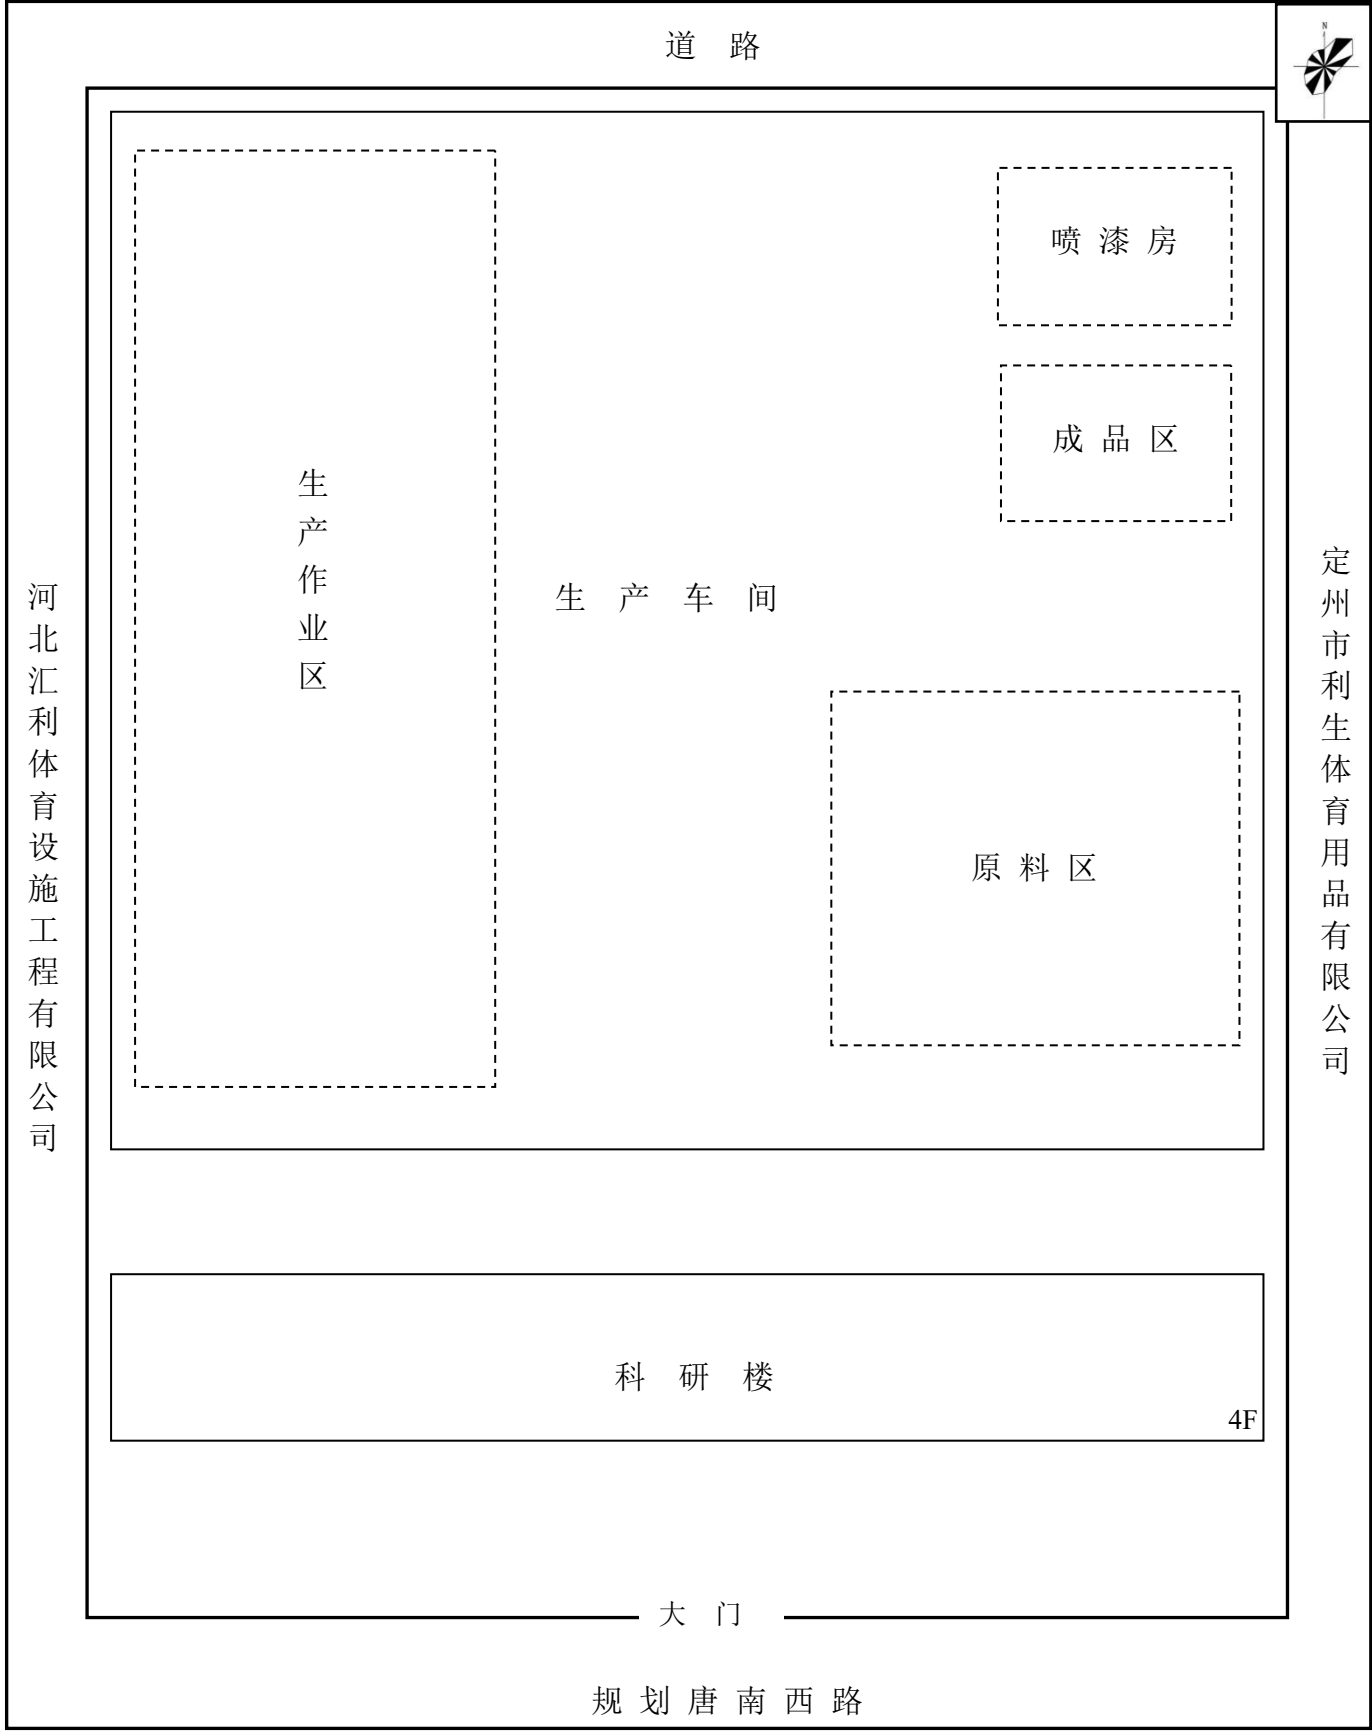 道 路
N
喷漆房
成品区
生产作业区
生 产 车 间
河北汇利体育设施工程有限公司
定州市利生体育用品有限公司
原料区
科 研 楼
4F
大 门
规划唐南西路